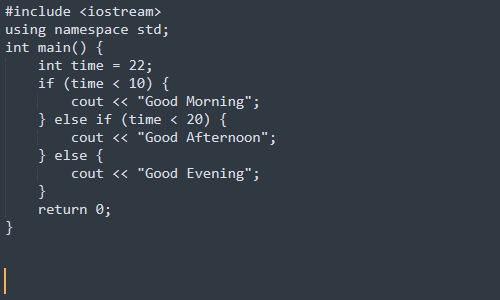 #include <iostream>
using namespace std;
int main() {
    int time = 22;
    if (time < 10) {
        cout << "Good Morning";
    } else if (time < 20) {
        cout << "Good Afternoon";
    } else {
        cout << "Good Evening";
    }
    return 0;
}